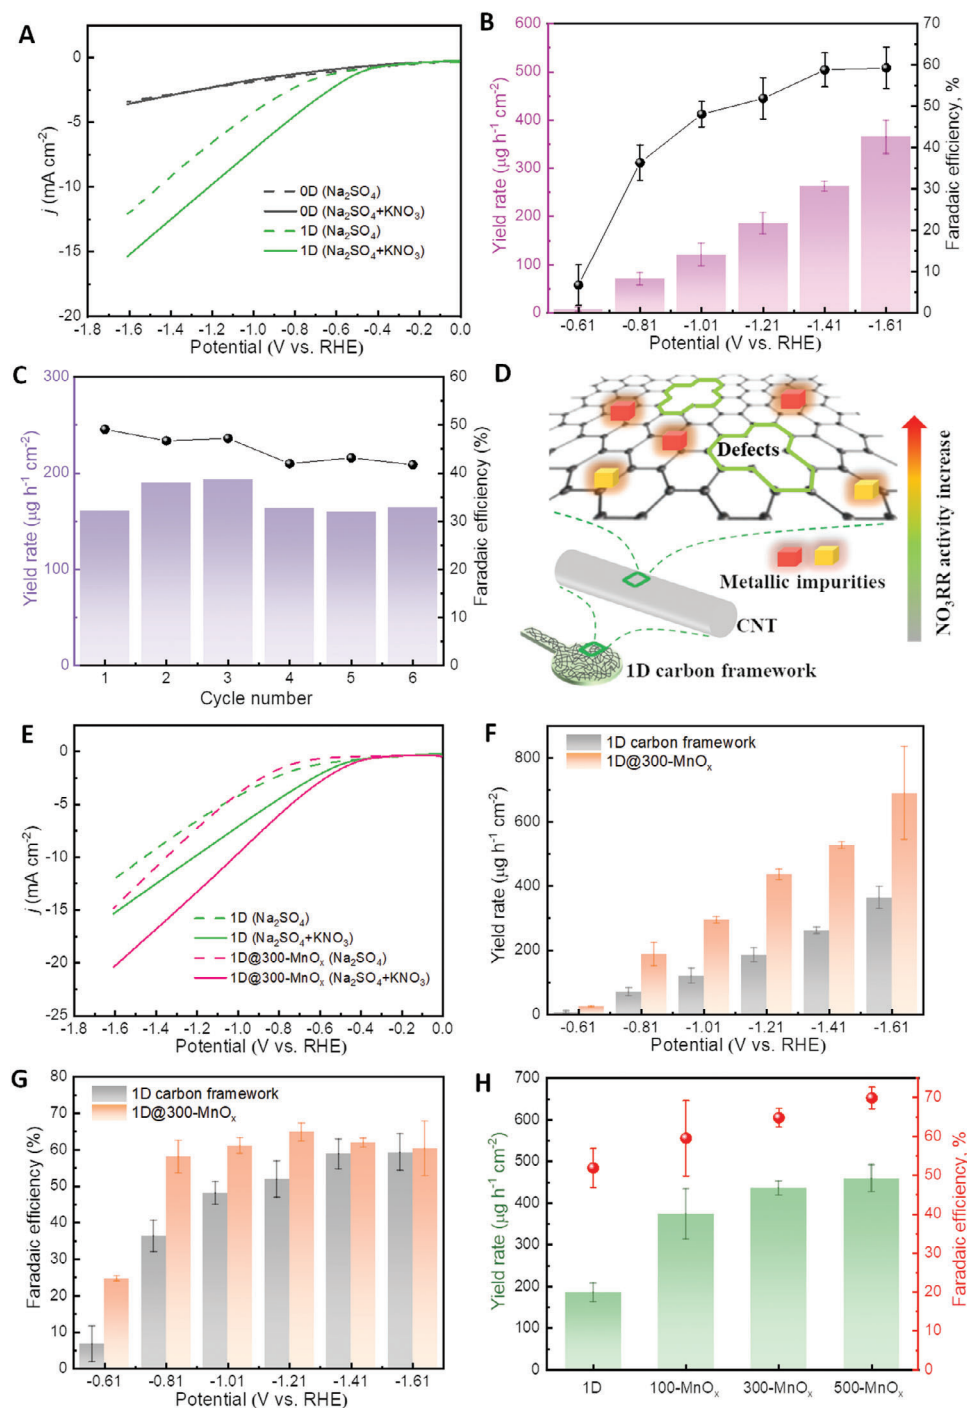 A
0
-5
-10
-15
-20
j (mA cm⁻²)
0D (Na₂SO₄)
0D (Na₂SO₄+KNO₃)
1D (Na₂SO₄)
1D (Na₂SO₄+KNO₃)
-1.8 -1.6 -1.4 -1.2 -1.0 -0.8 -0.6 -0.4 -0.2 0.0
Potential (V vs. RHE)
B
600
500
400
300
200
100
0
Yield rate (μg h⁻¹ cm⁻²)
70
60
50
40
30
20
10
0
Faradaic efficiency, %
-0.61 -0.81 -1.01 -1.21 -1.41 -1.61
Potential (V vs. RHE)
C
300
200
100
0
Yield rate (μg h⁻¹ cm⁻²)
60
50
40
30
20
10
0
Faradaic efficiency (%)
1 2 3 4 5 6
Cycle number
D
Defects
Metallic impurities
CNT
1D carbon framework
NO₃RR activity increase
E
0
-5
-10
-15
-20
-25
j (mA cm⁻²)
1D (Na₂SO₄)
1D (Na₂SO₄+KNO₃)
1D@300-MnOₓ (Na₂SO₄)
1D@300-MnOₓ (Na₂SO₄+KNO₃)
-1.8 -1.6 -1.4 -1.2 -1.0 -0.8 -0.6 -0.4 -0.2 0.0
Potential (V vs. RHE)
F
1D carbon framework
1D@300-MnOₓ
800
600
400
200
0
Yield rate (μg h⁻¹ cm⁻²)
-0.61 -0.81 -1.01 -1.21 -1.41 -1.61
Potential (V vs. RHE)
G
1D carbon framework
1D@300-MnOₓ
80
70
60
50
40
30
20
10
0
Faradaic efficiency (%)
-0.61 -0.81 -1.01 -1.21 -1.41 -1.61
Potential (V vs. RHE)
H
700
600
500
400
300
200
100
0
Yield rate (μg h⁻¹ cm⁻²)
70
60
50
40
30
20
10
0
Faradaic efficiency, %
1D 100-MnOₓ 300-MnOₓ 500-MnOₓ